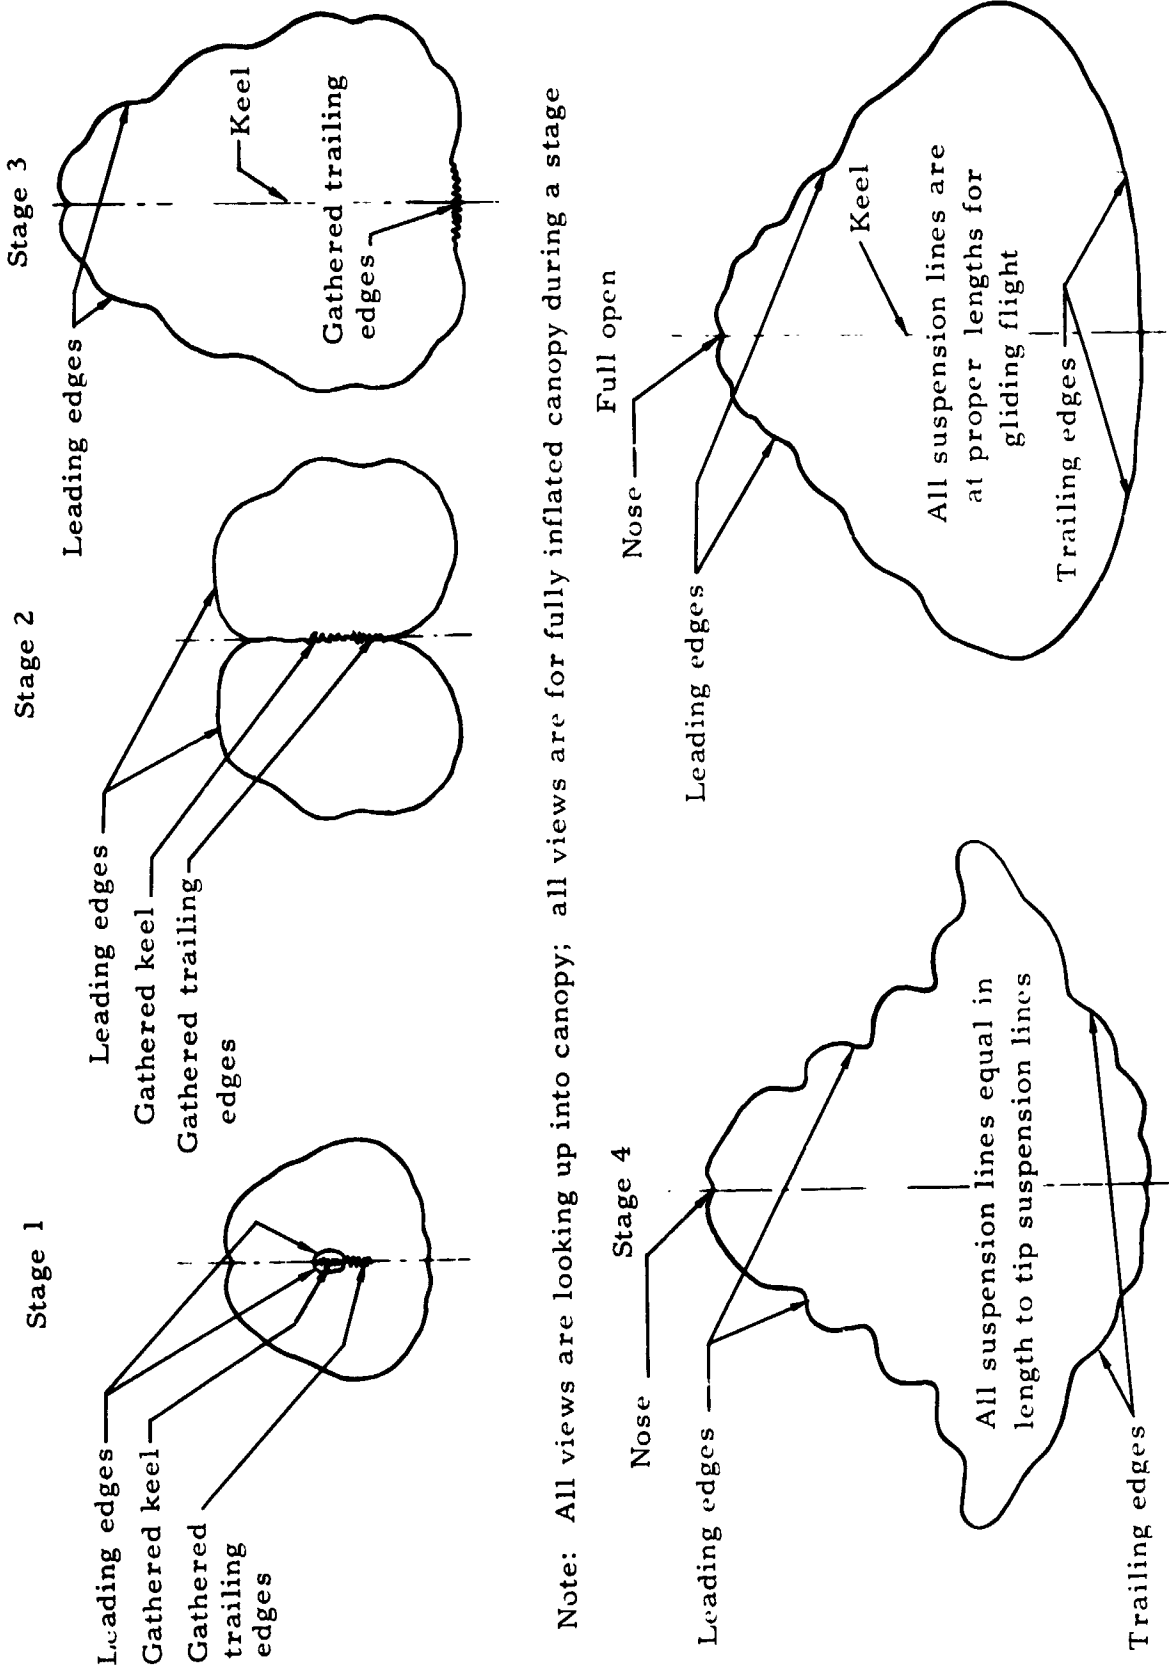 Stage 1
Leading edges
Gathered keel
Gathered
trailing
edges
Stage 2
Leading edges
Gathered keel
Gathered trailing
edges
Stage 3
Leading edges
Keel
Gathered trailing
edges
Note: All views are looking up into canopy; all views are for fully inflated canopy during a stage
Stage 4
Nose
Leading edges
All suspension lines equal in
length to tip suspension lines
Trailing edges
Full open
Nose
Leading edges
Keel
All suspension lines are
at proper lengths for
gliding flight
Trailing edges